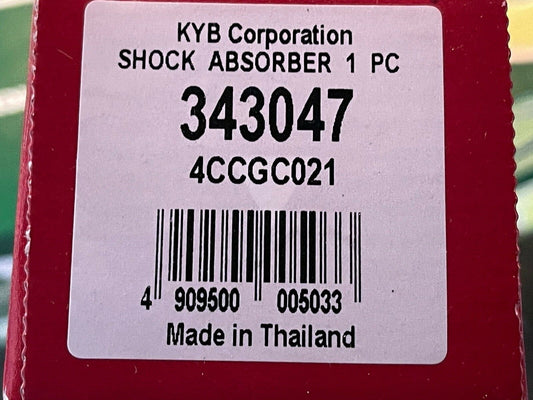 KYB Corporation
SHOCK ABSORBER 1 PC
343047
4CCGC021
4 909500 005033
Made in Thailand